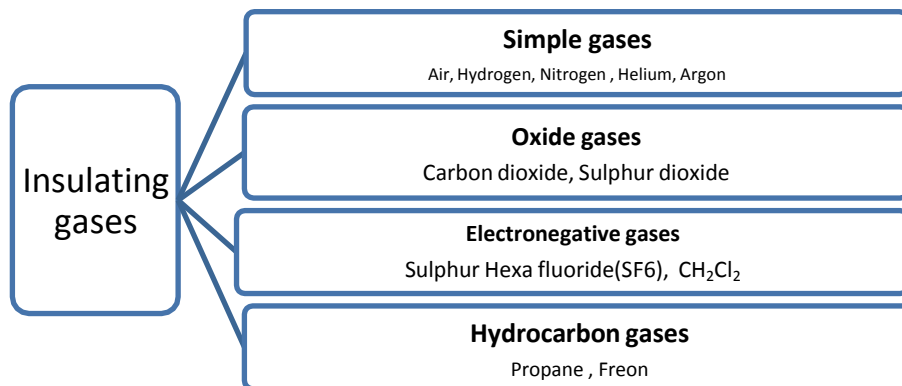 Insulating
gases
Simple gases
Air, Hydrogen, Nitrogen , Helium, Argon
Oxide gases
Carbon dioxide, Sulphur dioxide
Electronegative gases
Sulphur Hexa fluoride(SF6), CH₂Cl₂
Hydrocarbon gases
Propane , Freon